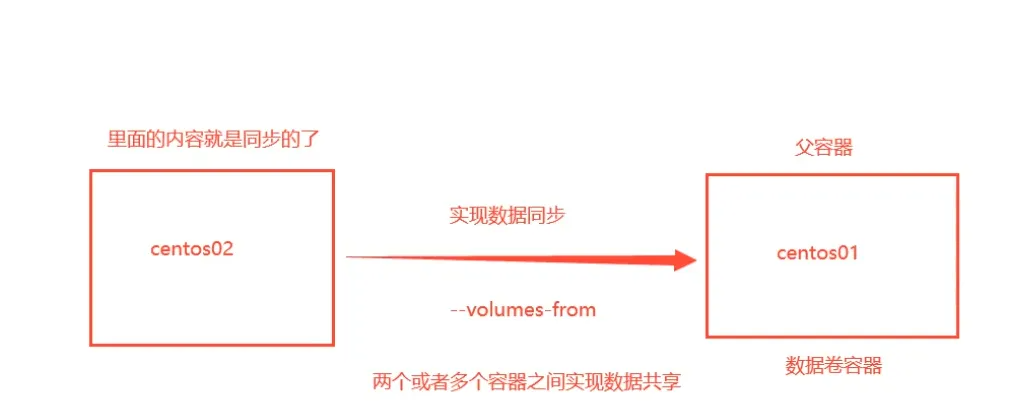 里面的内容就是同步的了
父容器
实现数据同步
centos02
centos01
--volumes-from
数据卷容器
两个或者多个容器之间实现数据共享